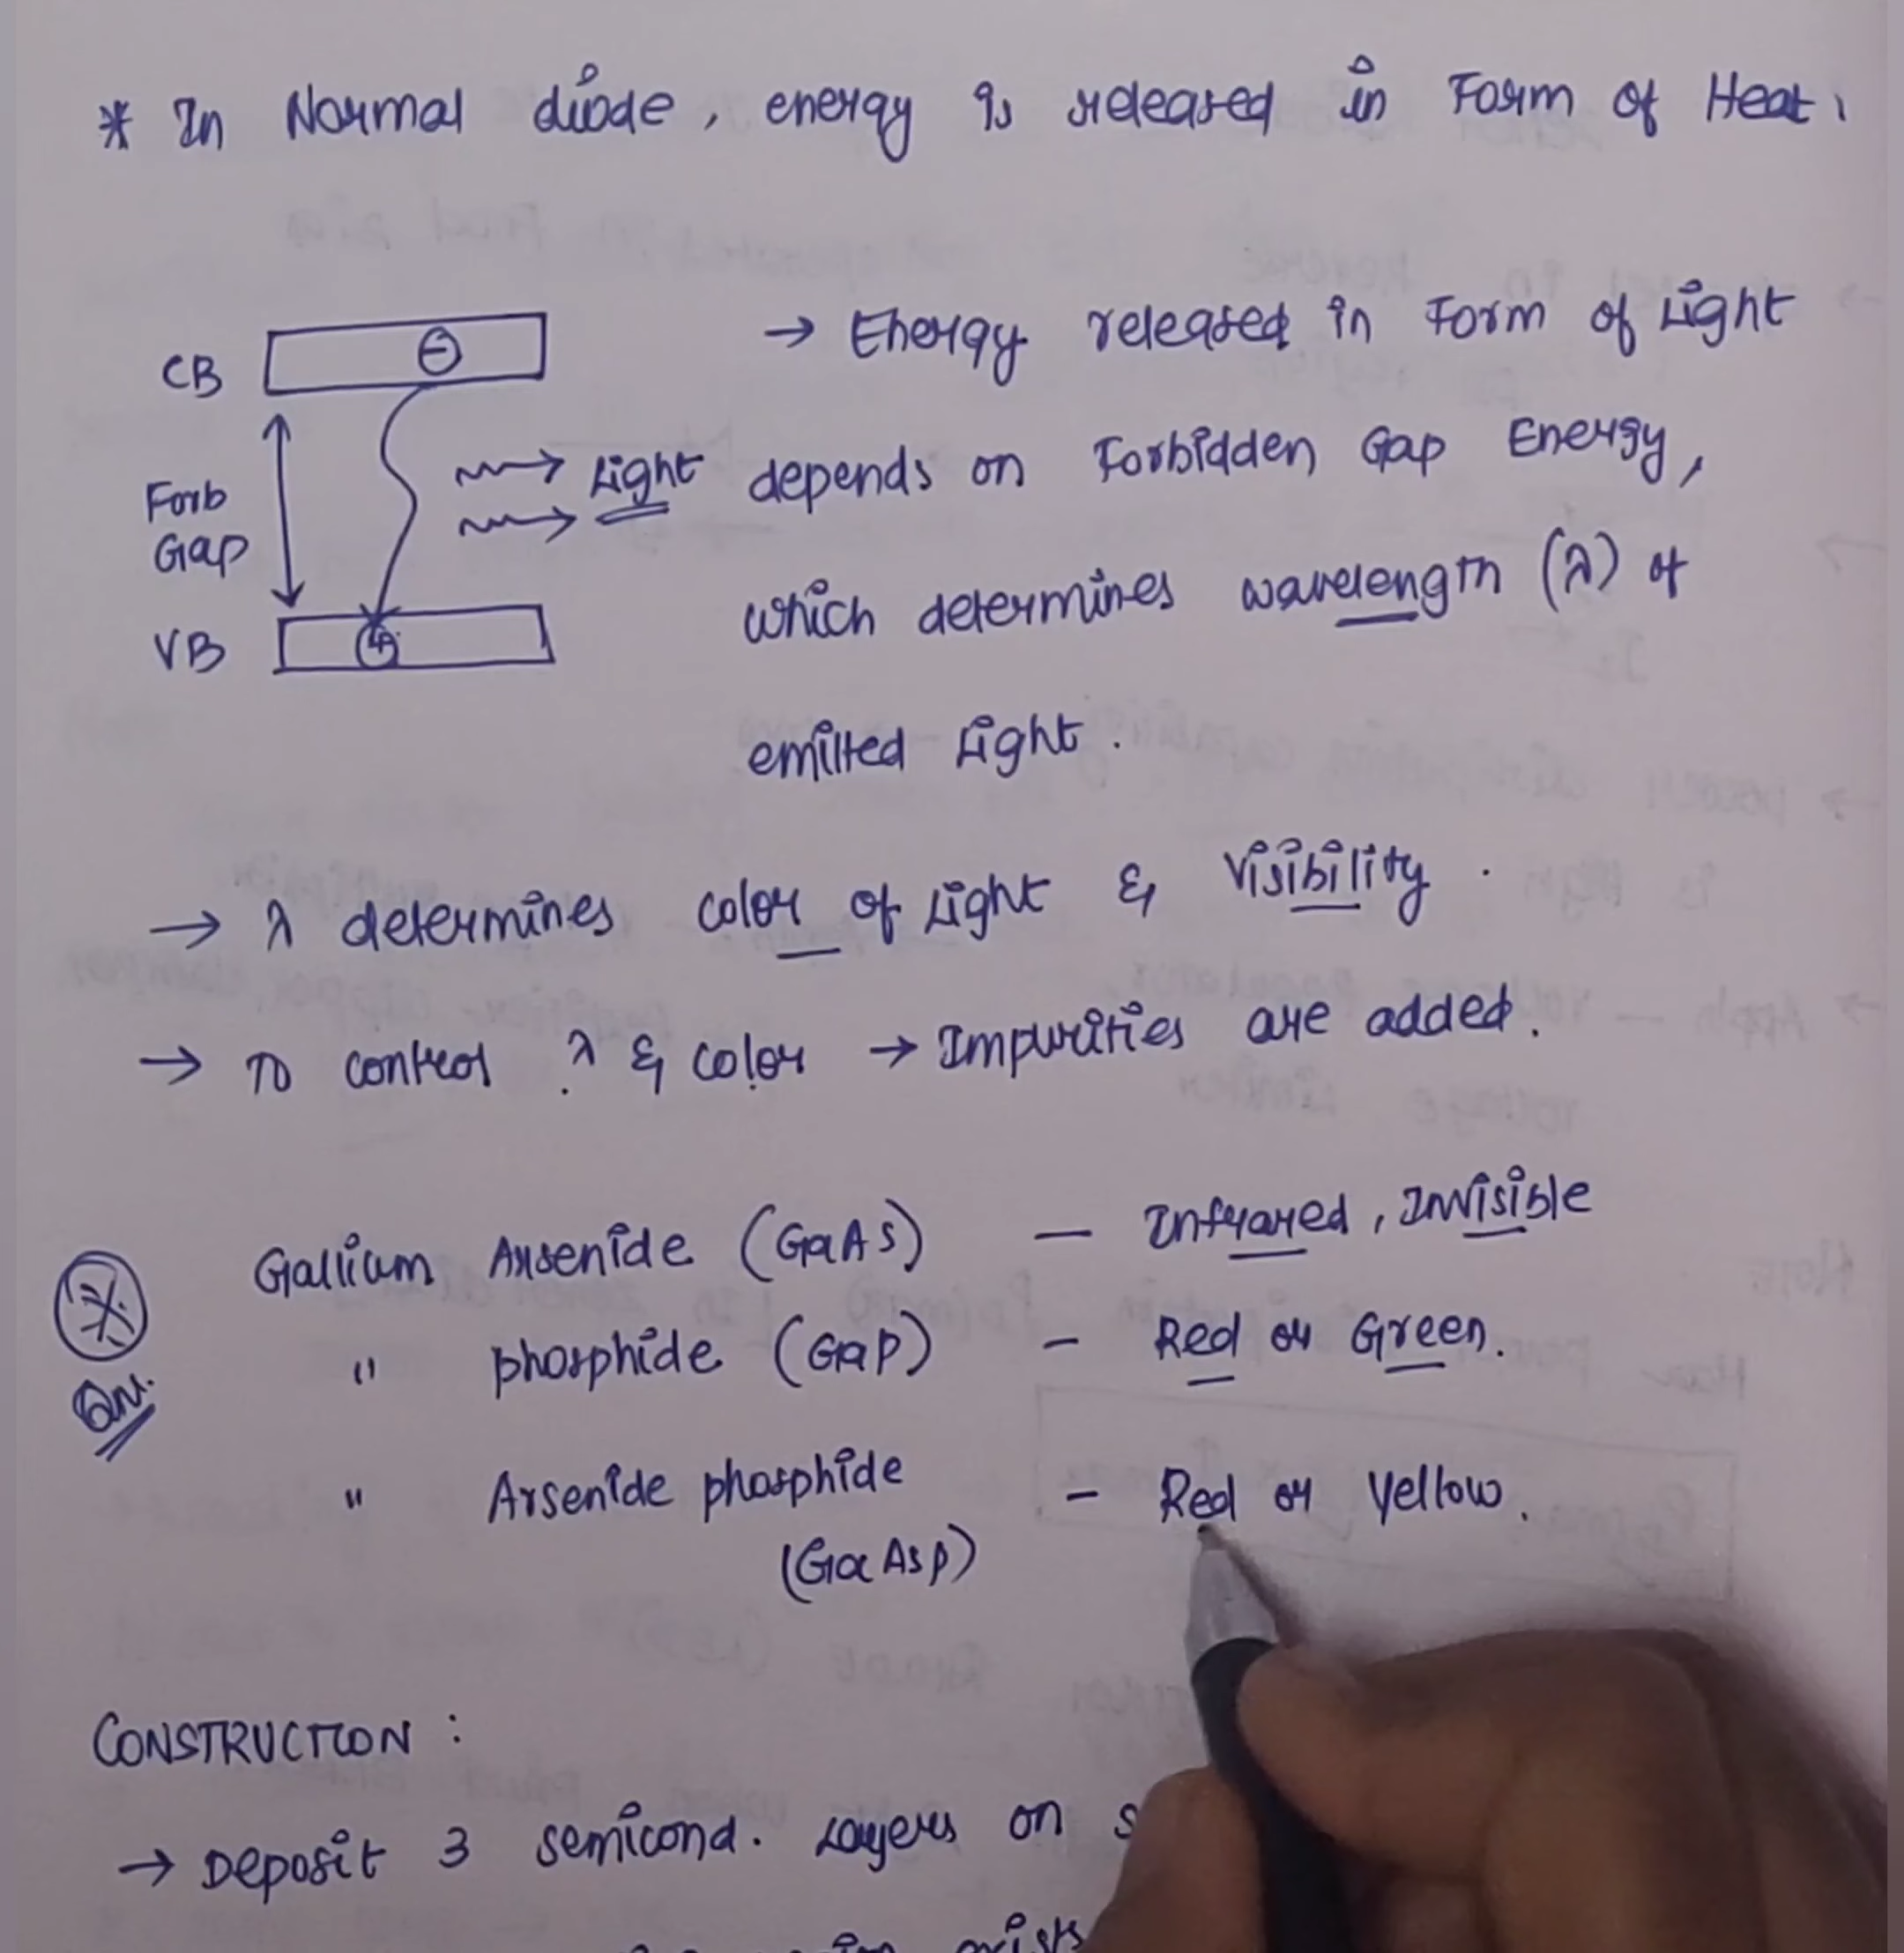 * In Normal diode, energy is released in Form of Heat.
CB
→ Energy released in Form of Light
Forb
Gap
Light
depends on Forbidden Gap Energy,
VB
which determines wavelength (λ) of
emitted Light.
→ λ determines color of Light & Visibility.
→ To control λ & color → Impurities are added.
Gallium Arsenide (GaAs) — Infrared, Invisible
" phosphide (GaP) - Red or Green.
Qn.
" Arsenide phosphide - Red or Yellow.
(GaAsP)
CONSTRUCTION :
→ Deposit 3 semicond. Layers on
exists